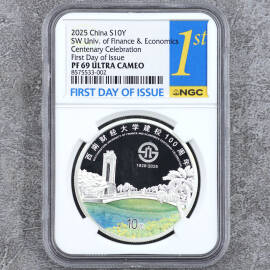 2025 China S10Y
SW Univ. of Finance & Economics
Centenary Celebration
First Day of Issue
PF 69 ULTRA CAMEO
8575533-002
1st
FIRST DAY OF ISSUE
NGC
西南财经大学建校100周年
1925-2025
10元